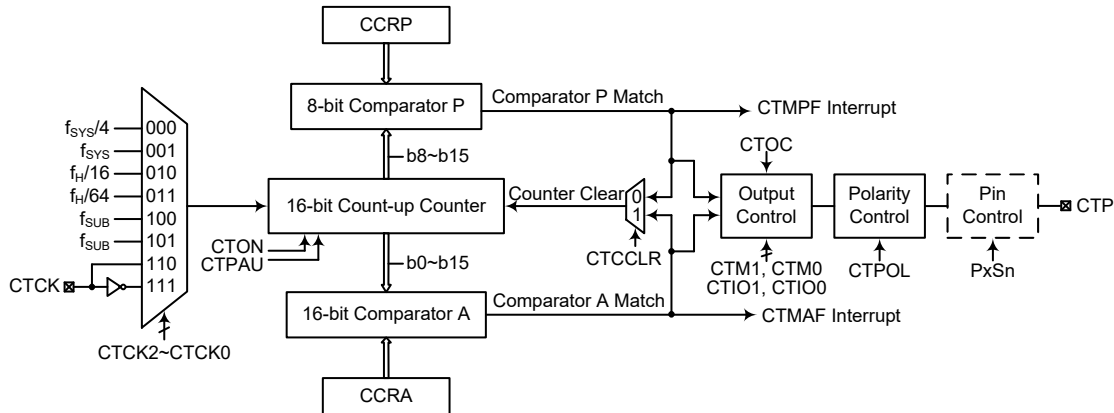 CCRP
8-bit Comparator P
Comparator P Match
CTMPF Interrupt
fSYS/4
000
fSYS
001
fH/16
010
fH/64
011
fSUB
100
fSUB
101
110
111
CTCK
CTCK2~CTCK0
b8~b15
16-bit Count-up Counter
Counter Clear
0
1
CTCCLR
CTON
CTPAU
b0~b15
CTOC
Output
Control
CTM1, CTM0
CTIO1, CTIO0
Polarity
Control
CTPOL
Pin
Control
PxSn
CTP
16-bit Comparator A
Comparator A Match
CTMAF Interrupt
CCRA